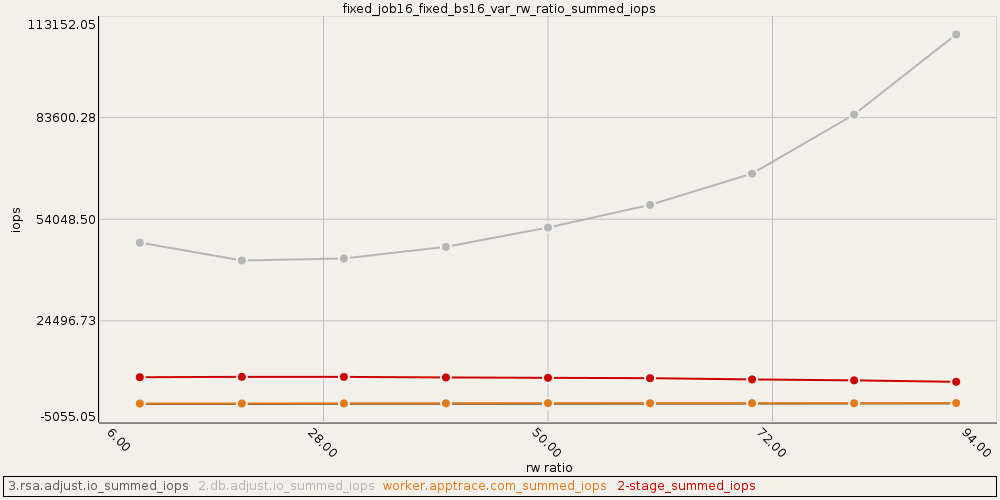 fixed_job16_fixed_bs16_var_rw_ratio_summed_iops
113152.05
83600.28
54048.50
24496.73
-5055.05
iops
6.00 28.00 50.00 72.00 94.00
rw ratio
3.rsa.adjust.io_summed_iops 2.db.adjust.io_summed_iops worker.apptrace.com_summed_iops 2-stage_summed_iops